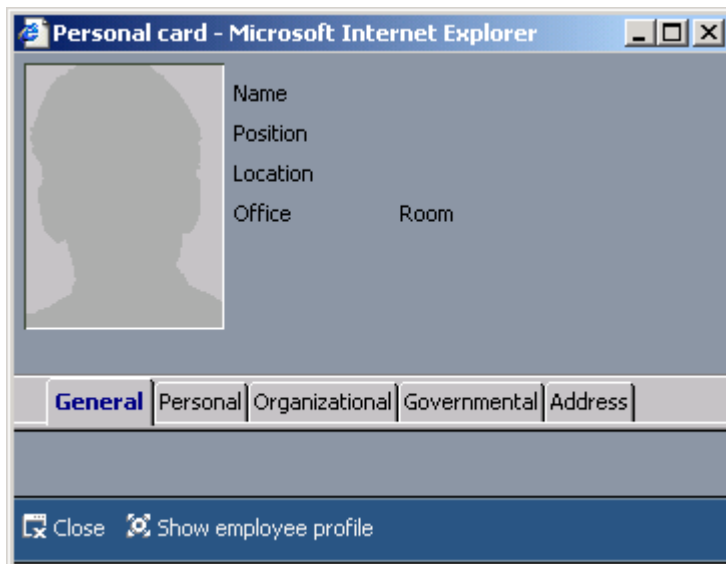 Personal card - Microsoft Internet Explorer
Name
Position
Location
Office Room
General Personal Organizational Governmental Address
Close Show employee profile